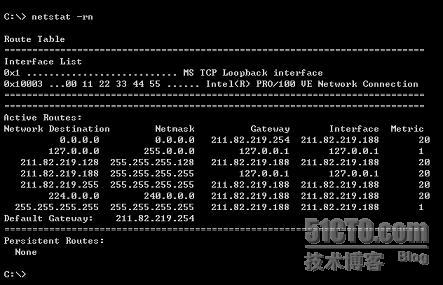 C:\> netstat -rn
Route Table
Interface List
0x1 ........................... MS TCP Loopback interface
0x10003 ...00 11 22 33 44 55 ...... Intel(R) PRO/100 VE Network Connection
Active Routes:
Network Destination Netmask Gateway Interface Metric
0.0.0.0 0.0.0.0 211.82.219.254 211.82.219.188 20
127.0.0.0 255.0.0.0 127.0.0.1 127.0.0.1 1
211.82.219.128 255.255.255.128 211.82.219.188 211.82.219.188 20
211.82.219.188 255.255.255.255 127.0.0.1 127.0.0.1 20
211.82.219.255 255.255.255.255 211.82.219.188 211.82.219.188 20
224.0.0.0 240.0.0.0 211.82.219.188 211.82.219.188 20
255.255.255.255 255.255.255.255 211.82.219.188 211.82.219.188 1
Default Gateway: 211.82.219.254
Persistent Routes:
None
C:\>
51CTO.com
技术博客 Blog